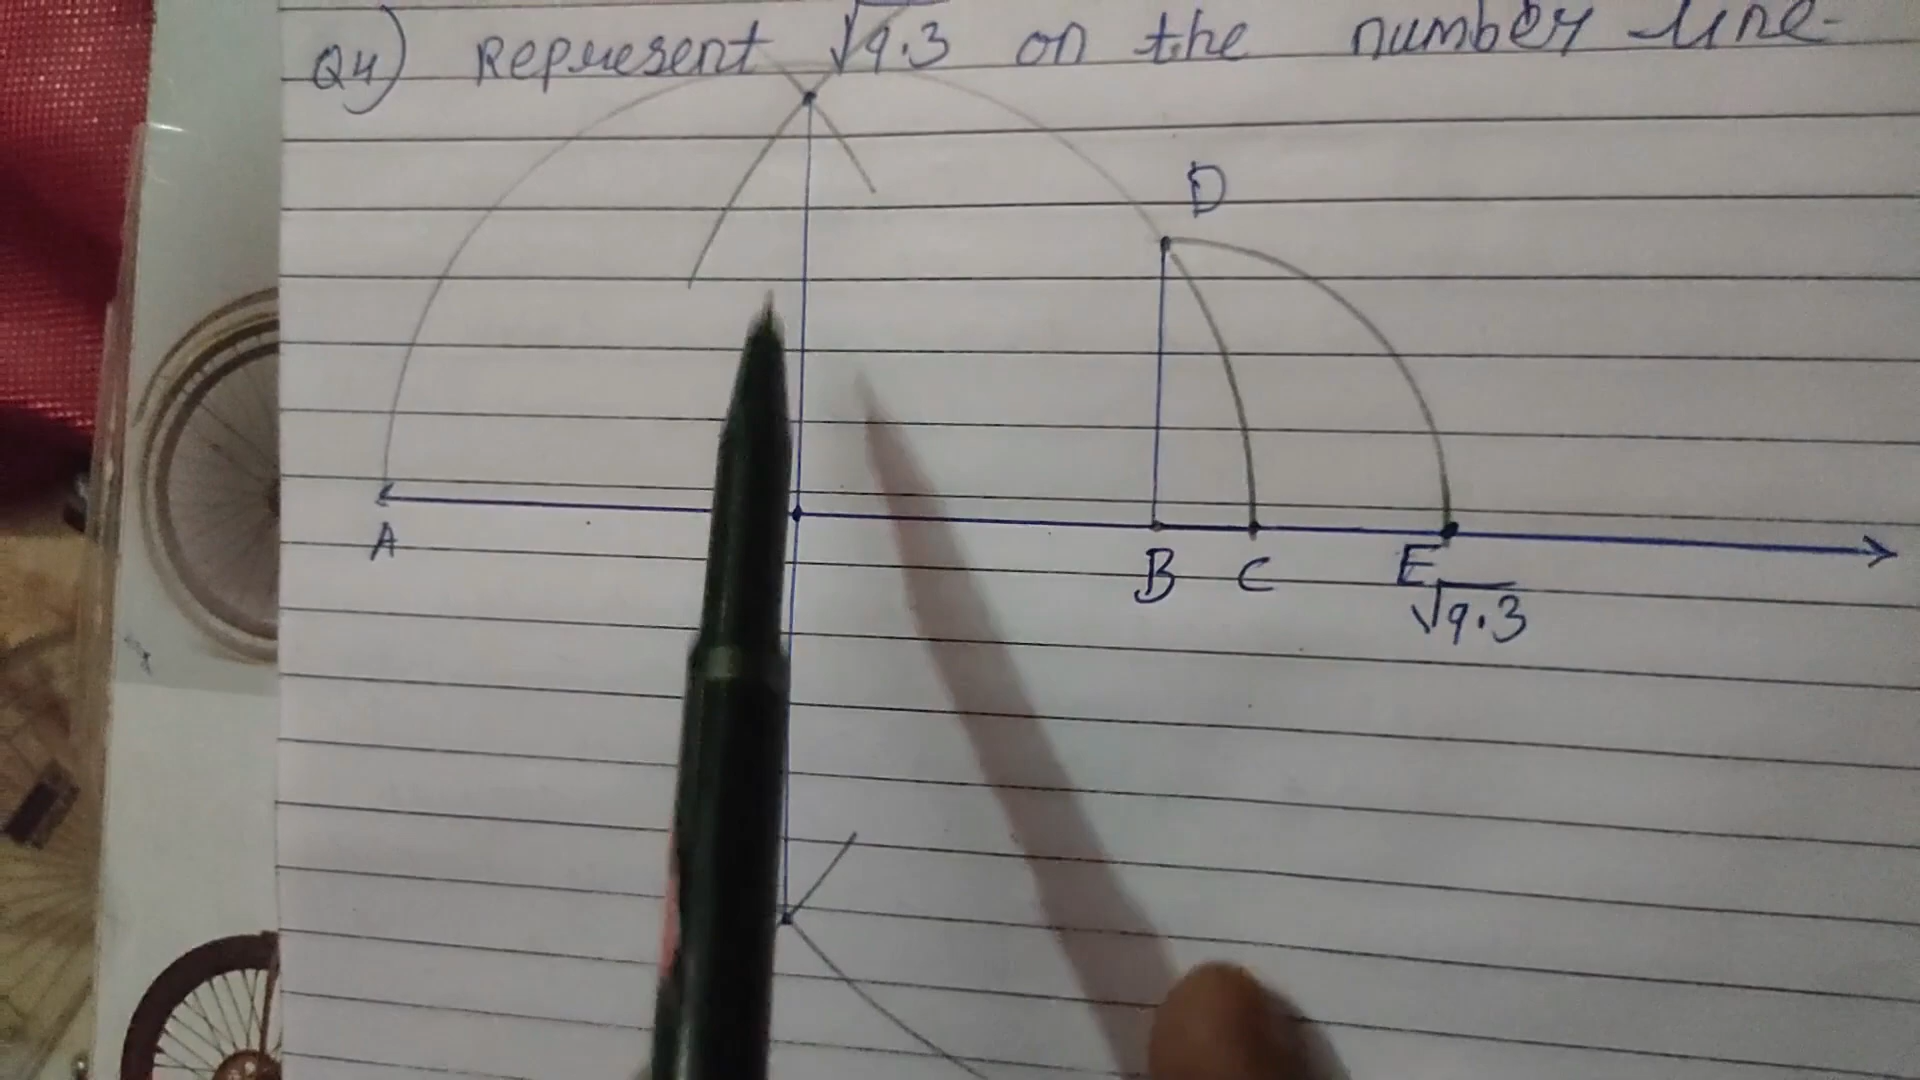 Q4) Represent √9.3 on the number line.
D
A
B C E
√9.3